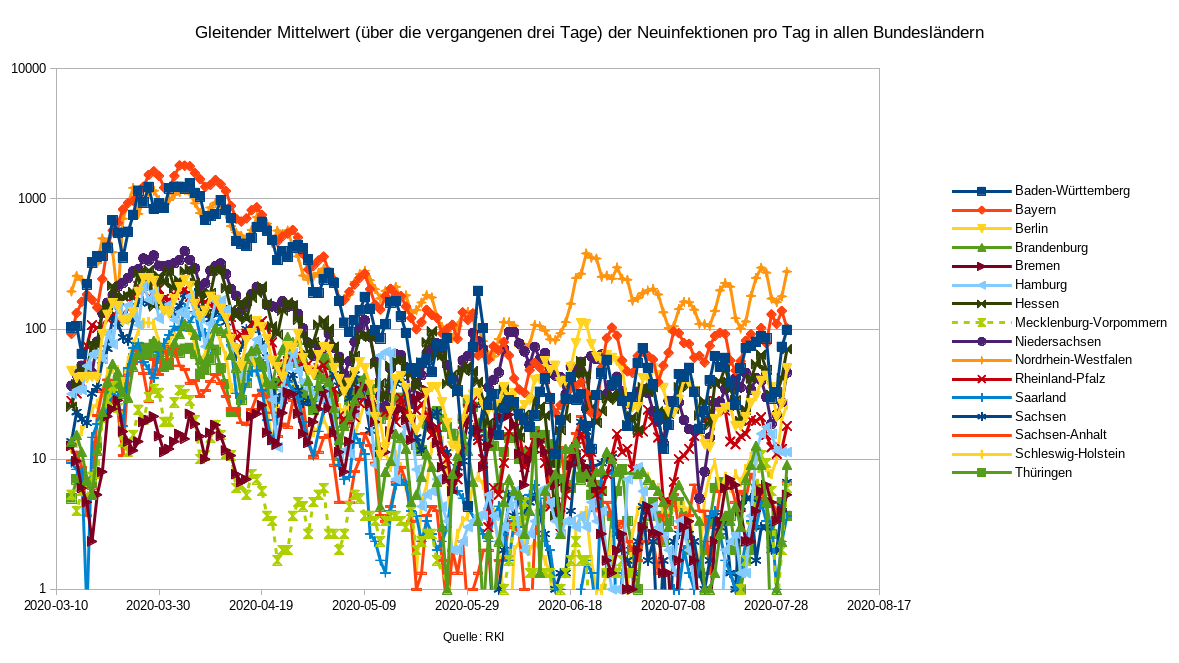 Gleitender Mittelwert (über die vergangenen drei Tage) der Neuinfektionen pro Tag in allen Bundesländern
10000
1000
100
10
1
2020-03-10 2020-03-30 2020-04-19 2020-05-09 2020-05-29 2020-06-18 2020-07-08 2020-07-28 2020-08-17
Quelle: RKI
Baden-Württemberg
Bayern
Berlin
Brandenburg
Bremen
Hamburg
Hessen
Mecklenburg-Vorpommern
Niedersachsen
Nordrhein-Westfalen
Rheinland-Pfalz
Saarland
Sachsen
Sachsen-Anhalt
Schleswig-Holstein
Thüringen